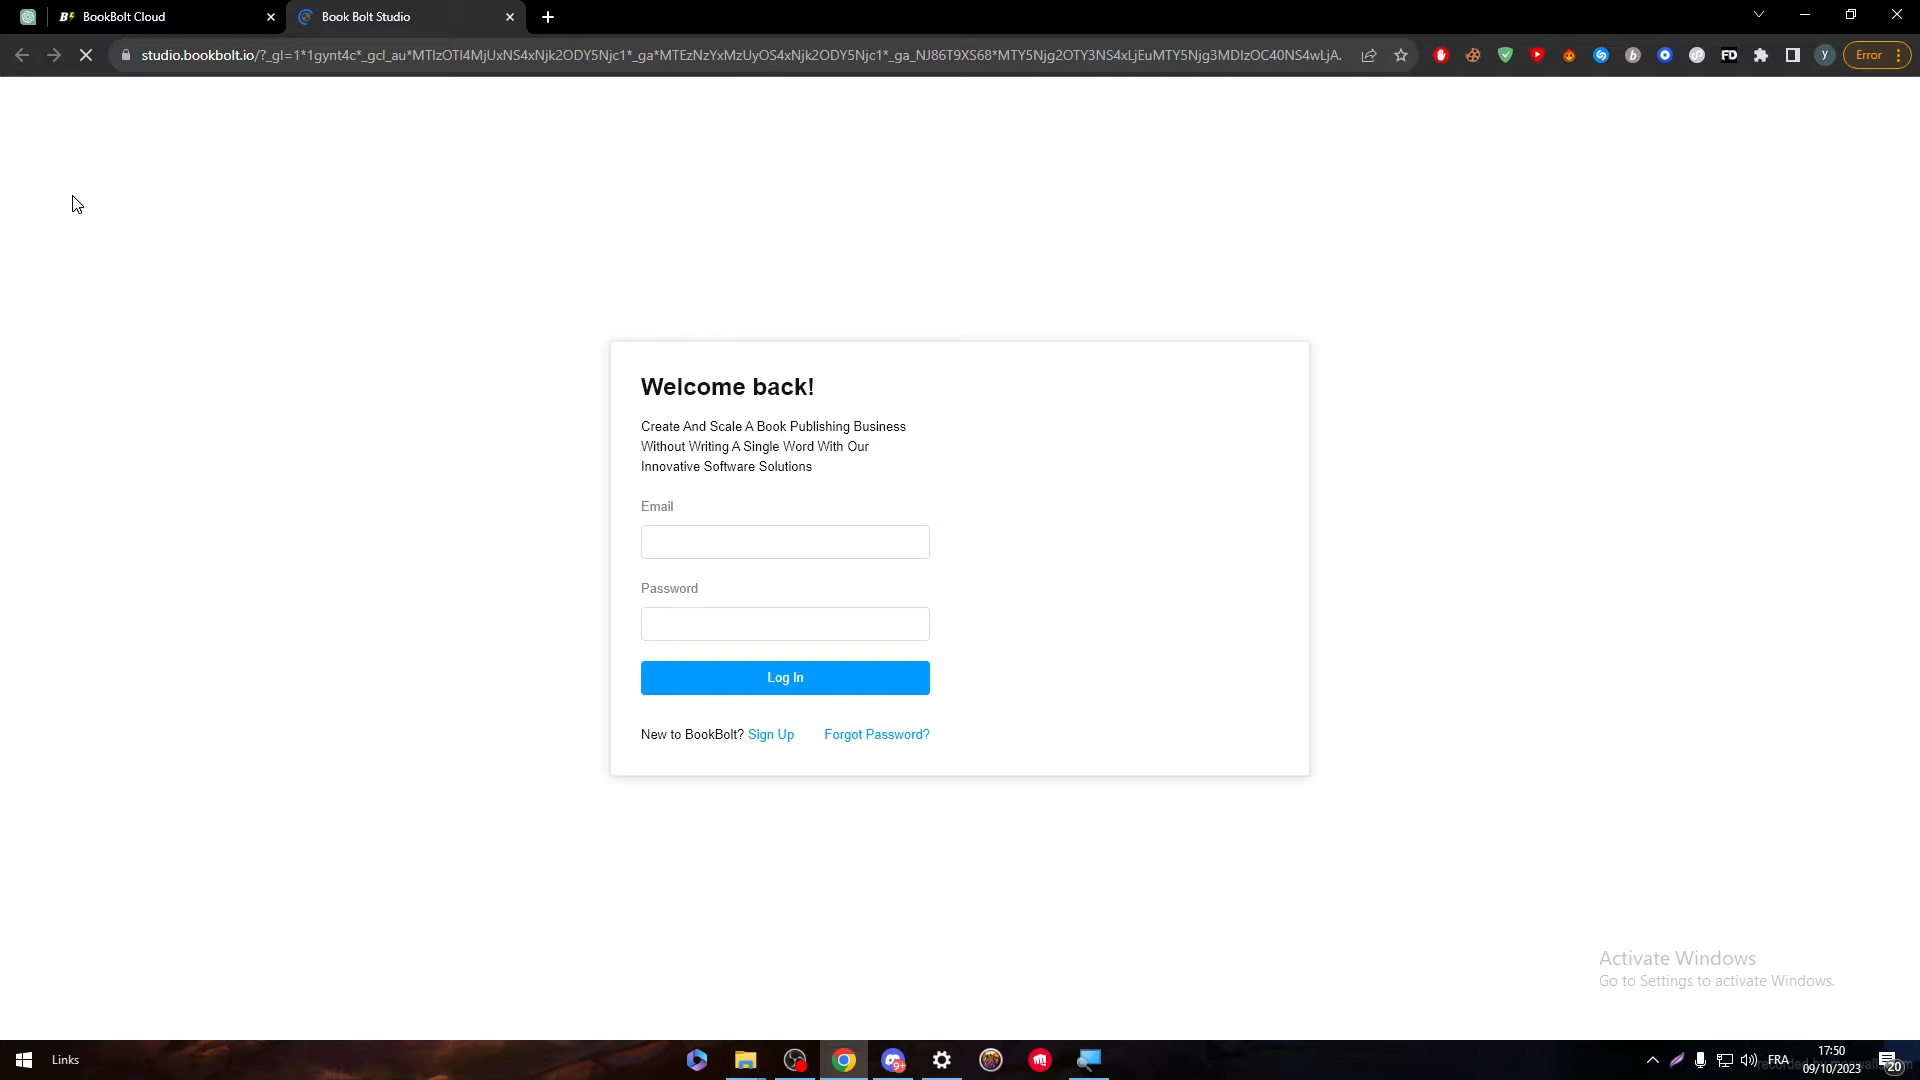 BookBolt Cloud
Book Bolt Studio
studio.bookbolt.io/?_gl=1*1gynt4c*_gcl_au*MTIzOTI4MjUxNS4xNjk2ODY5Njc1*_ga*MTEzNzYxMzUyOS4xNjk2ODY5Njc1*_ga_NJ86T9XS68*MTY5Njg2OTY3NS4xLjEuMTY5Njg3MDIzOC40NS4wLjA.
FD
y
Error
Welcome back!
Create And Scale A Book Publishing Business
Without Writing A Single Word With Our
Innovative Software Solutions
Email
Password
Log In
New to BookBolt? Sign Up
Forgot Password?
Activate Windows
Go to Settings to activate Windows.
Links
9+
FRA
17:50
09/10/2023
20